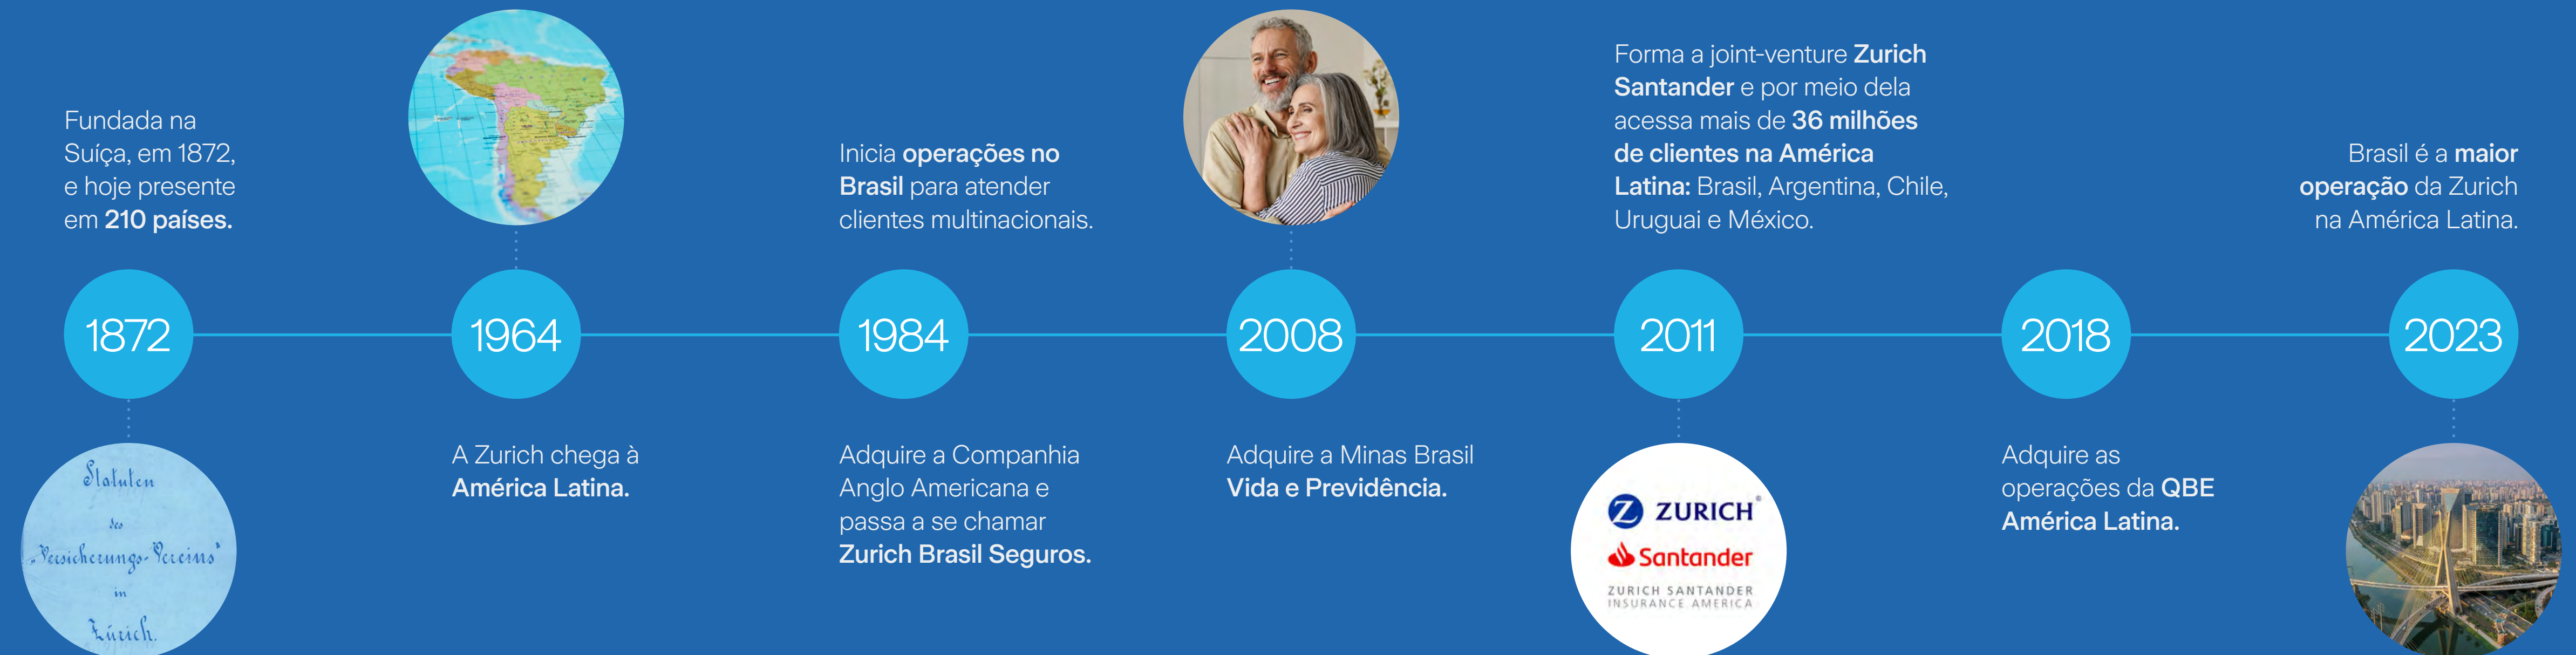 Fundada na
Suíça, em 1872,
e hoje presente
em 210 países.
1872
Statuten
des
"Versicherungs-Vereins"
in
Zürich.
1964
A Zurich chega à
América Latina.
Inicia operações no
Brasil para atender
clientes multinacionais.
1984
Adquire a Companhia
Anglo Americana e
passa a se chamar
Zurich Brasil Seguros.
2008
Adquire a Minas Brasil
Vida e Previdência.
Forma a joint-venture Zurich
Santander e por meio dela
acessa mais de 36 milhões
de clientes na América
Latina: Brasil, Argentina, Chile,
Uruguai e México.
2011
Z ZURICH®
Santander
ZURICH SANTANDER
INSURANCE AMERICA
2018
Adquire as
operações da QBE
América Latina.
Brasil é a maior
operação da Zurich
na América Latina.
2023